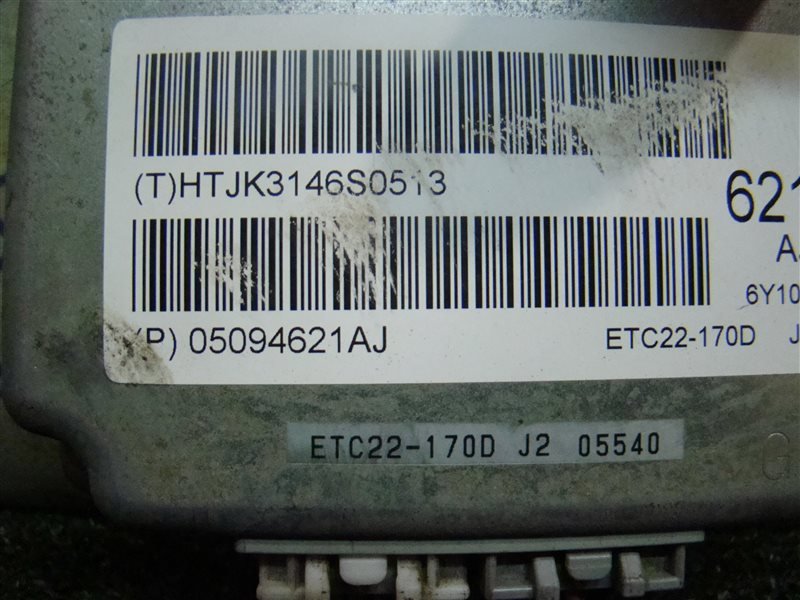 (T)HTJK3146S0513
621
(P) 05094621AJ
6Y10
ETC22-170D J
ETC22-170D J2 05540